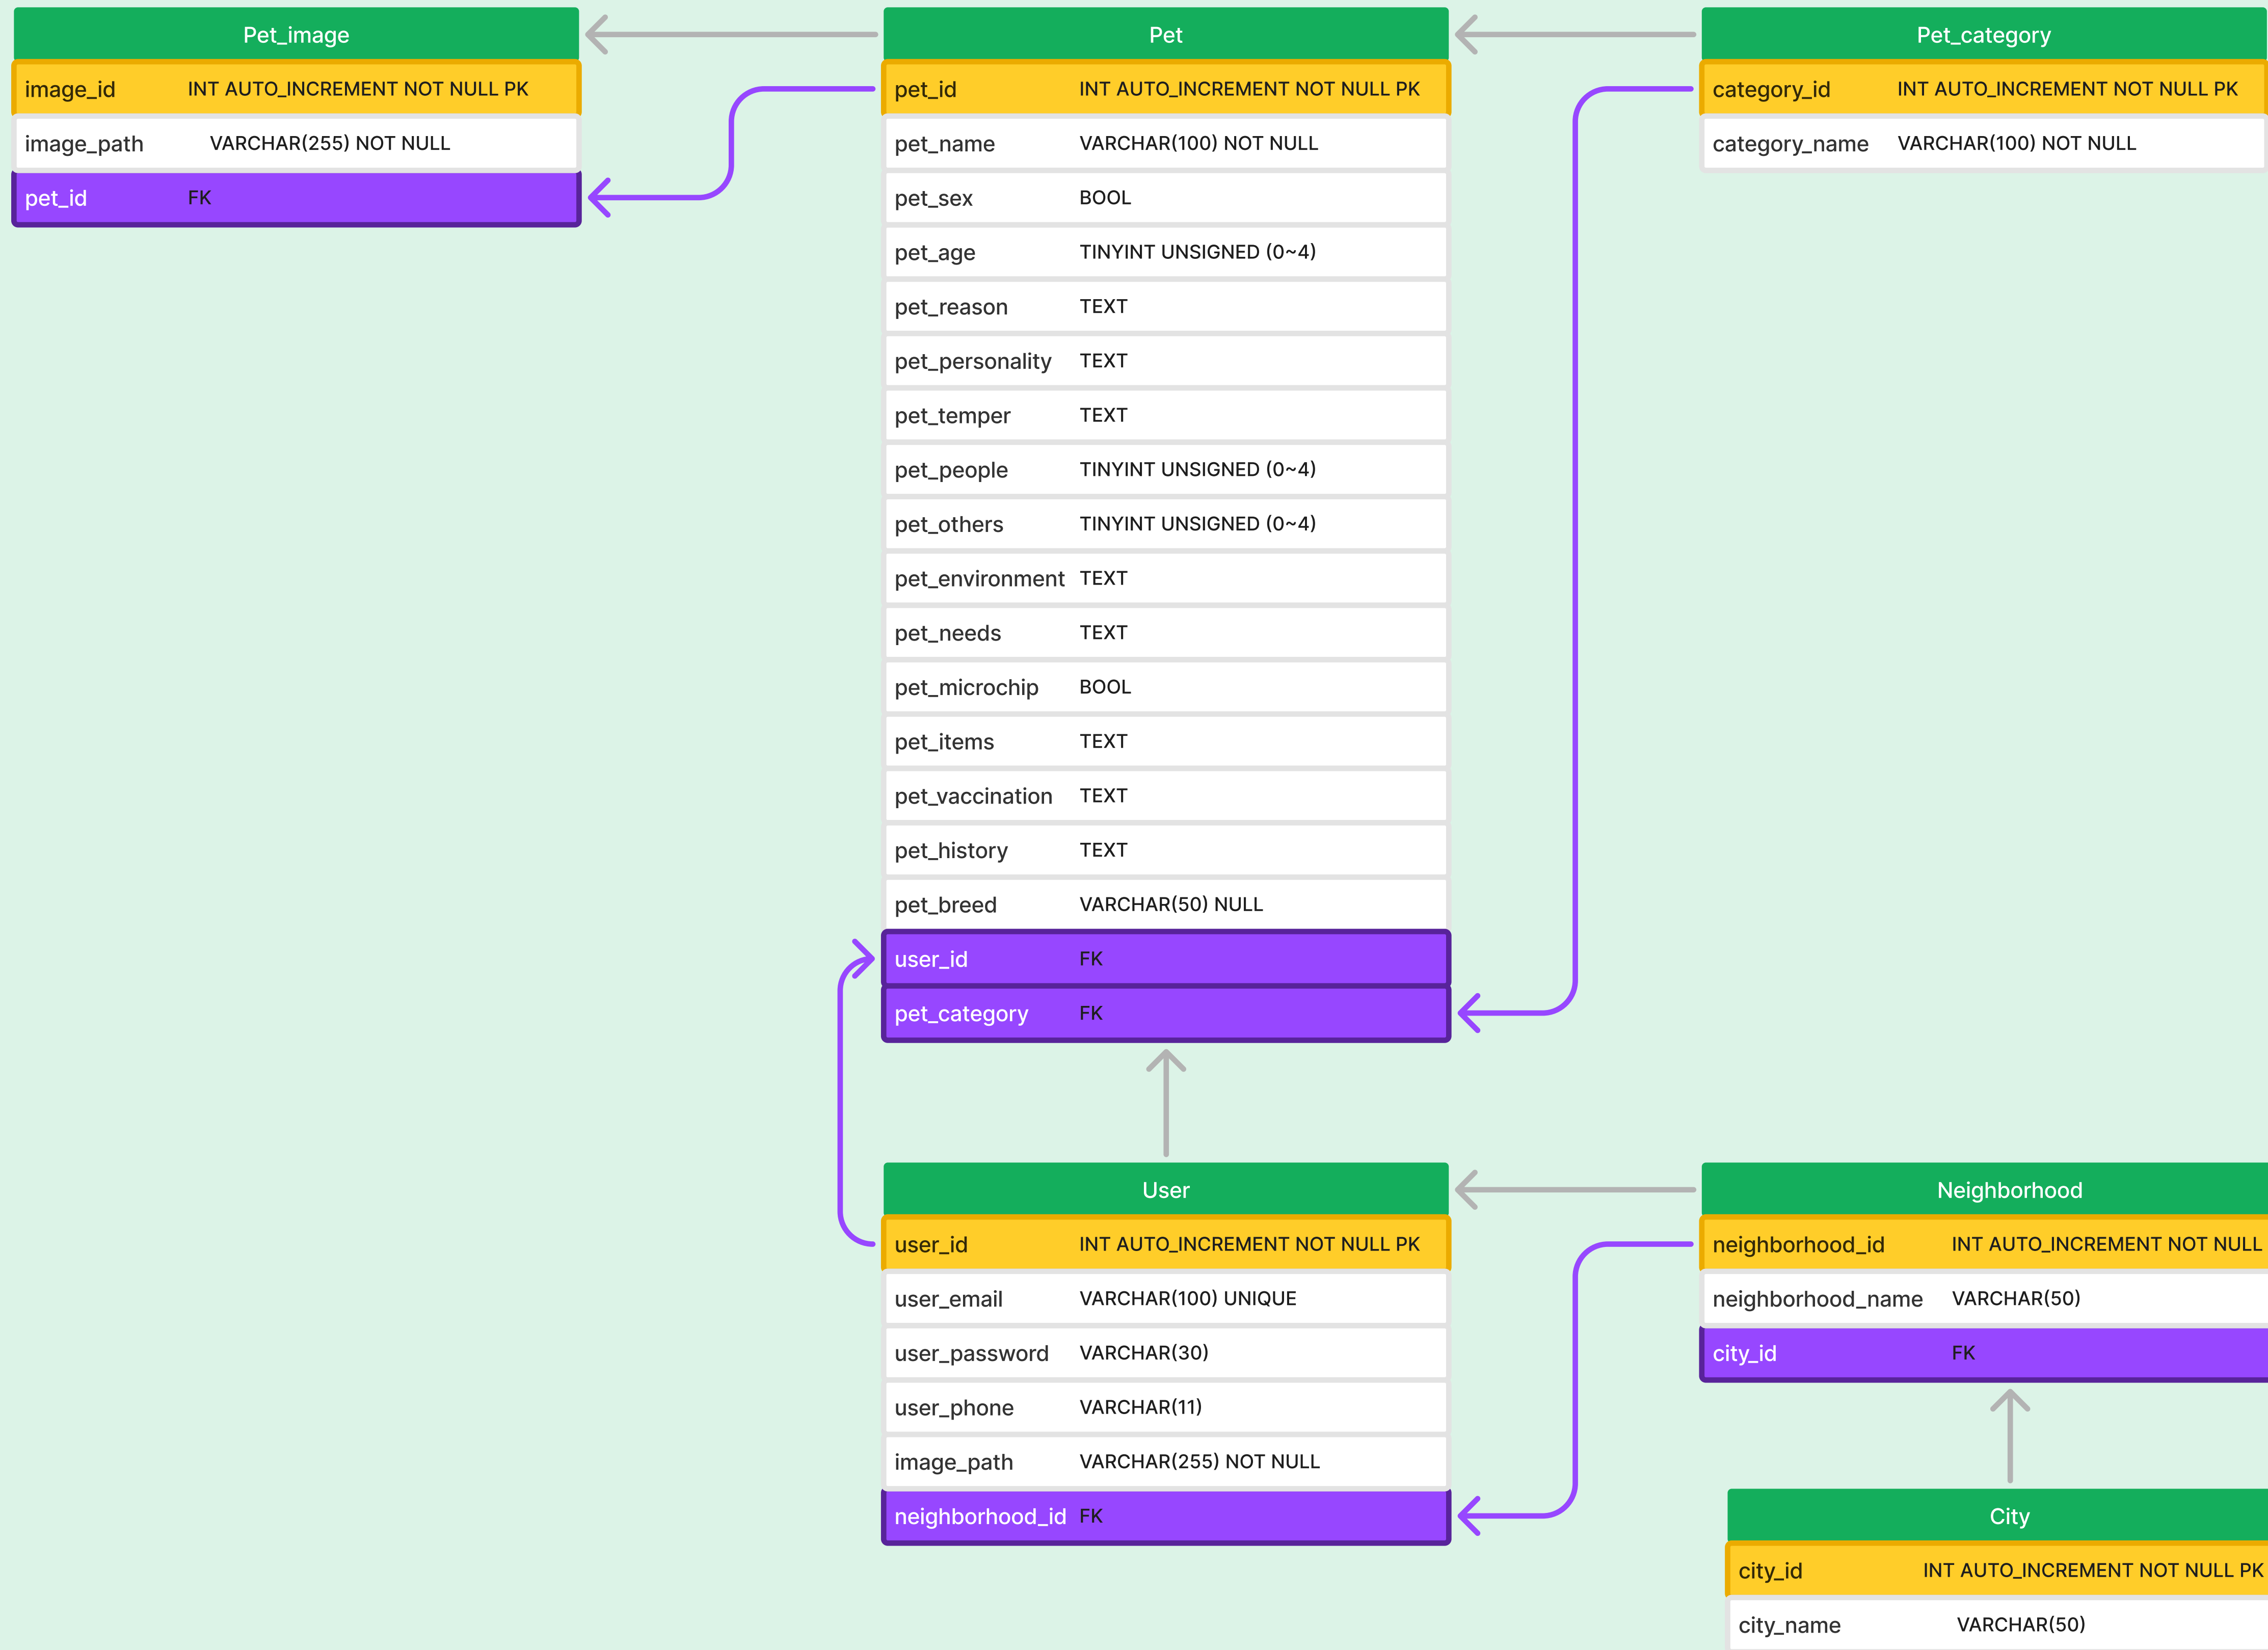 Pet_image
image_id INT AUTO_INCREMENT NOT NULL PK
image_path VARCHAR(255) NOT NULL
pet_id FK
Pet
pet_id INT AUTO_INCREMENT NOT NULL PK
pet_name VARCHAR(100) NOT NULL
pet_sex BOOL
pet_age TINYINT UNSIGNED (0~4)
pet_reason TEXT
pet_personality TEXT
pet_temper TEXT
pet_people TINYINT UNSIGNED (0~4)
pet_others TINYINT UNSIGNED (0~4)
pet_environment TEXT
pet_needs TEXT
pet_microchip BOOL
pet_items TEXT
pet_vaccination TEXT
pet_history TEXT
pet_breed VARCHAR(50) NULL
user_id FK
pet_category FK
Pet_category
category_id INT AUTO_INCREMENT NOT NULL PK
category_name VARCHAR(100) NOT NULL
User
user_id INT AUTO_INCREMENT NOT NULL PK
user_email VARCHAR(100) UNIQUE
user_password VARCHAR(30)
user_phone VARCHAR(11)
image_path VARCHAR(255) NOT NULL
neighborhood_id FK
Neighborhood
neighborhood_id INT AUTO_INCREMENT NOT NULL
neighborhood_name VARCHAR(50)
city_id FK
City
city_id INT AUTO_INCREMENT NOT NULL PK
city_name VARCHAR(50)